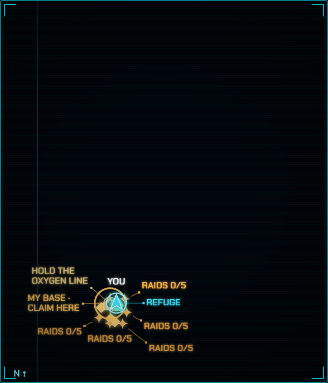 HOLD THE
OXYGEN LINE
YOU
RAIDS 0/5
MY BASE -
CLAIM HERE
REFUGE
RAIDS 0/5
RAIDS 0/5
RAIDS 0/5
RAIDS 0/5
N ↑